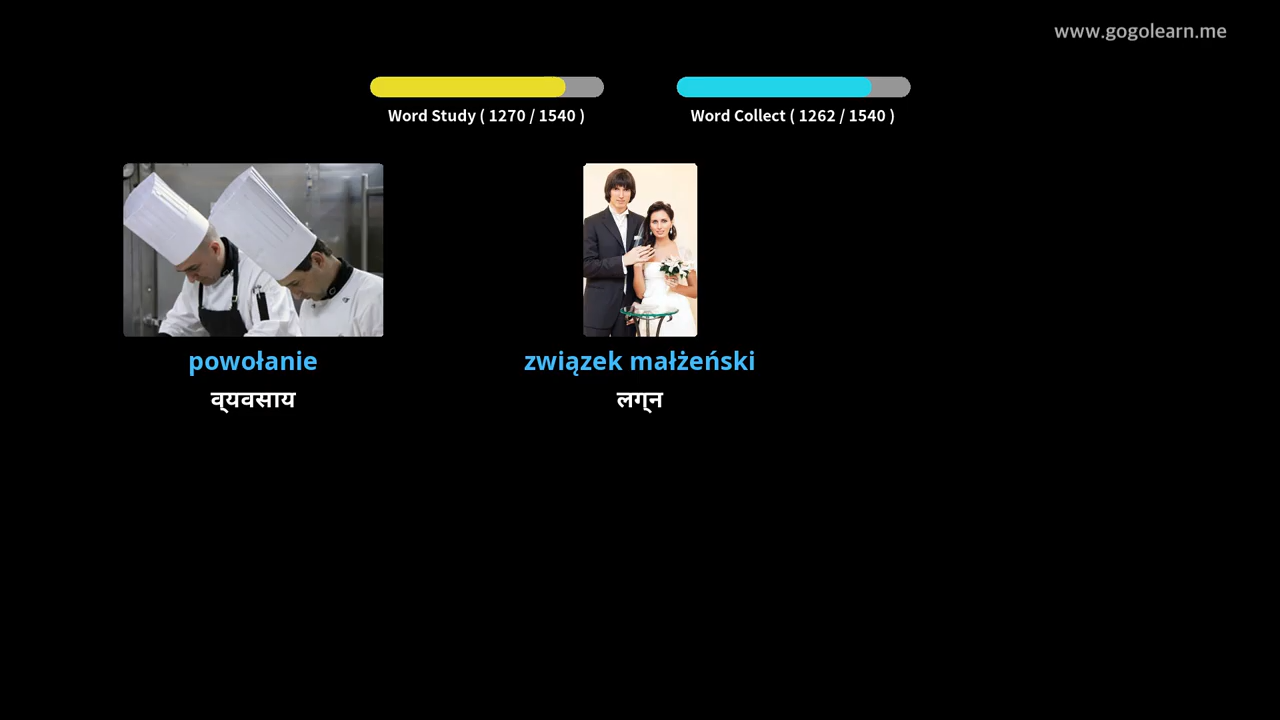 www.gogolearn.me
Word Study ( 1270 / 1540 )
Word Collect ( 1262 / 1540 )
powołanie
związek małżeński
व्‌यवसाय
लग्‌न